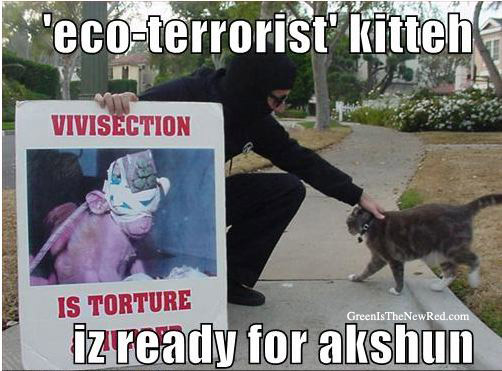 'eco-terrorist' kitteh
VIVISECTION
IS TORTURE
GreenIsTheNewRed.com
iz ready for akshun